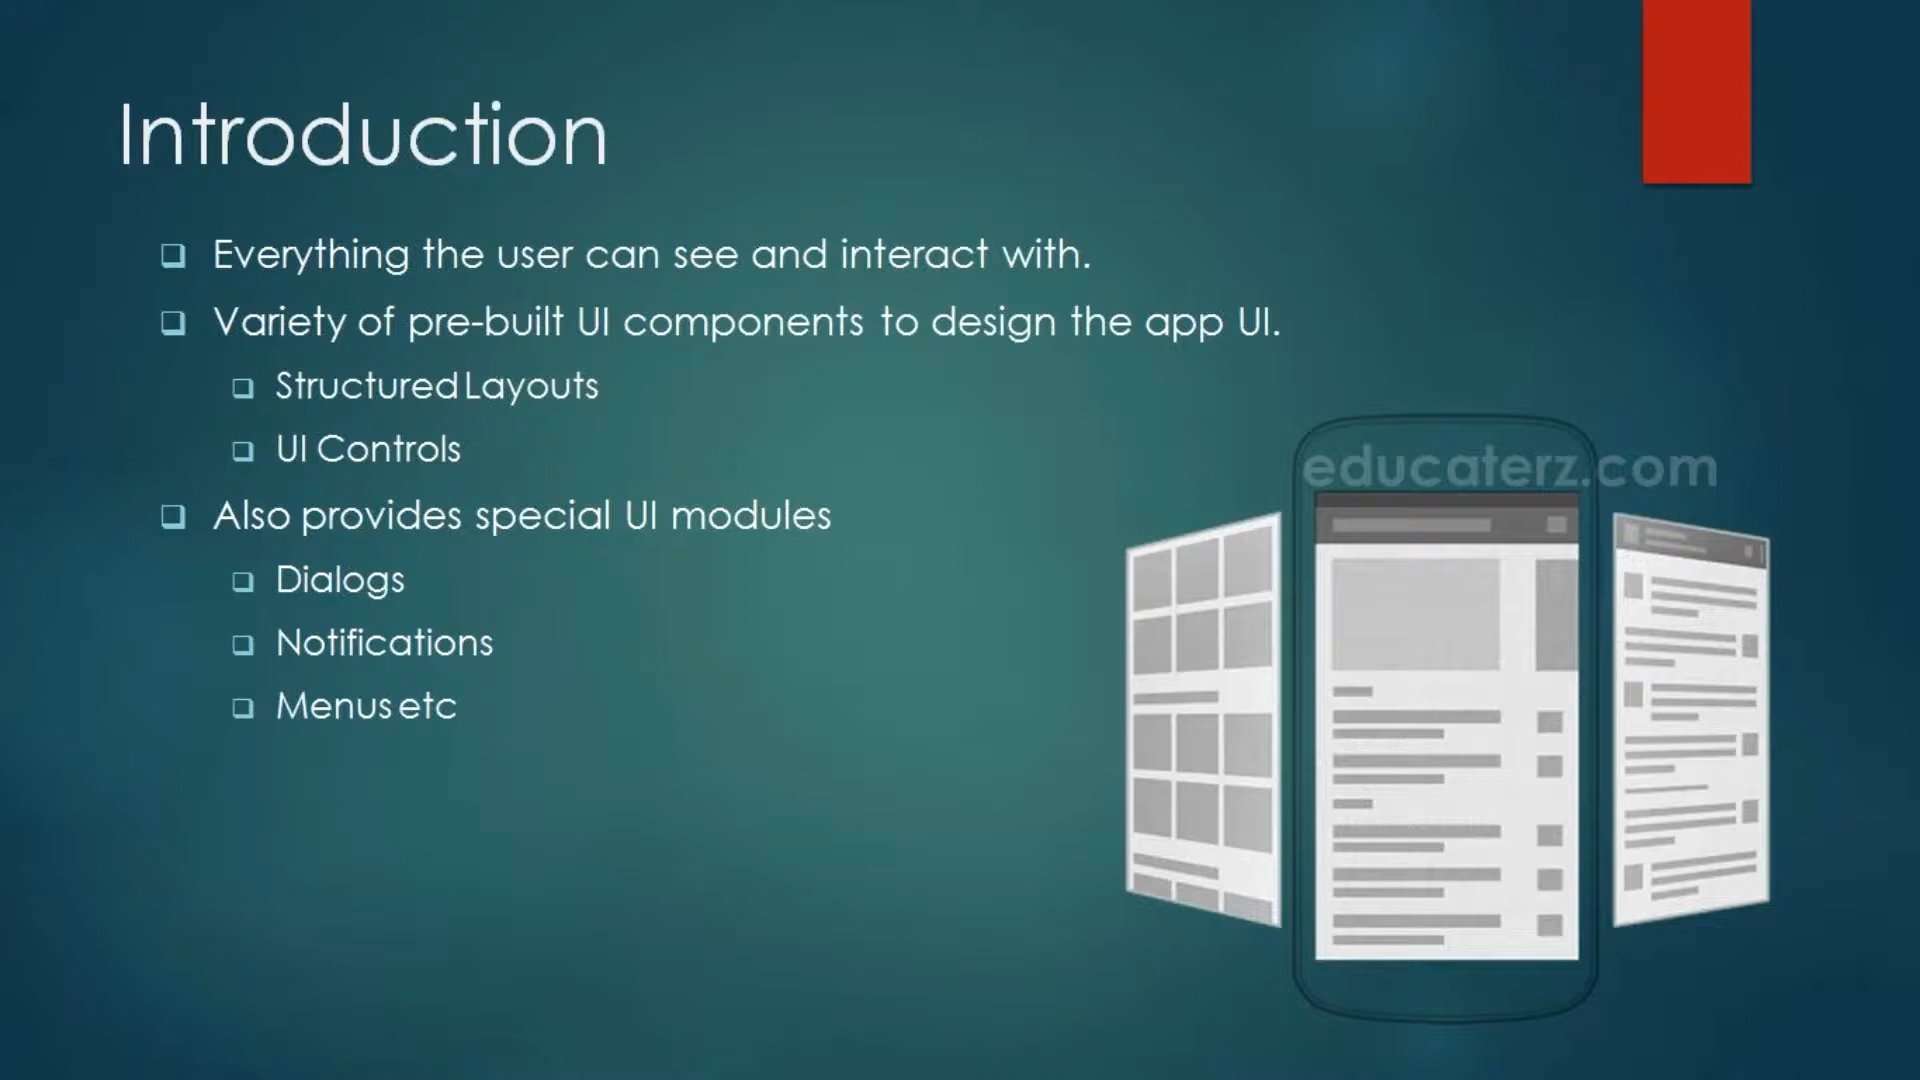 Introduction
Everything the user can see and interact with.
Variety of pre-built UI components to design the app UI.
Structured Layouts
UI Controls
Also provides special UI modules
Dialogs
Notifications
Menus etc
educaterz.com